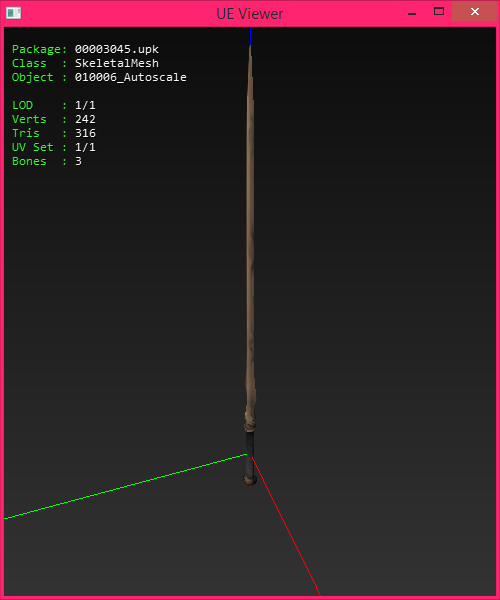 UE Viewer
Package: 00003045.upk
Class  : SkeletalMesh
Object : 010006_Autoscale
LOD    : 1/1
Verts  : 242
Tris   : 316
UV Set : 1/1
Bones  : 3